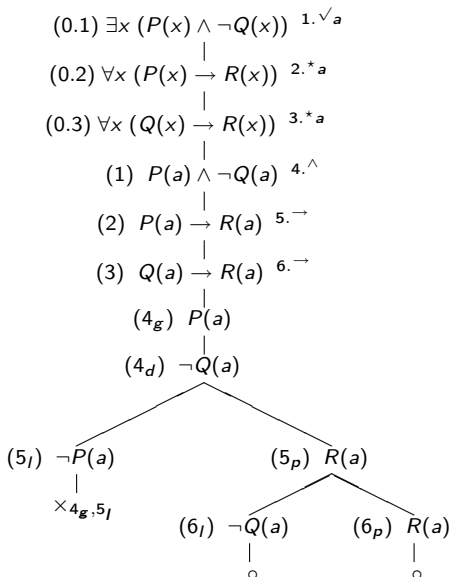 (0.1) ∃x (P(x) ∧ ¬Q(x)) 1.√a
(0.2) ∀x (P(x) → R(x)) 2.*a
(0.3) ∀x (Q(x) → R(x)) 3.*a
(1) P(a) ∧ ¬Q(a) 4.∧
(2) P(a) → R(a) 5.→
(3) Q(a) → R(a) 6.→
(4g) P(a)
(4d) ¬Q(a)
(5l) ¬P(a) (5p) R(a)
×4g,5l
(6l) ¬Q(a) (6p) R(a)
○ ○